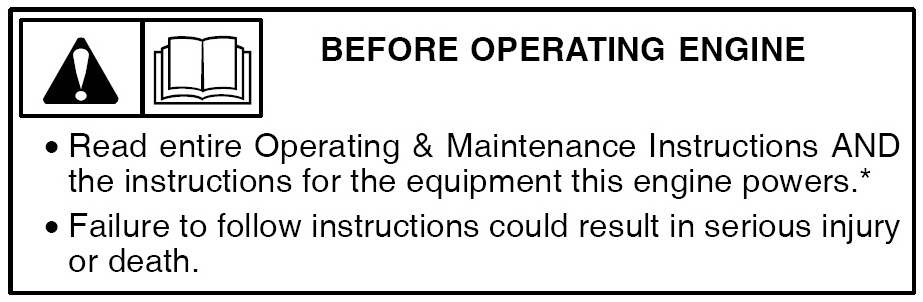 BEFORE OPERATING ENGINE
• Read entire Operating & Maintenance Instructions AND
the instructions for the equipment this engine powers.*
• Failure to follow instructions could result in serious injury
or death.